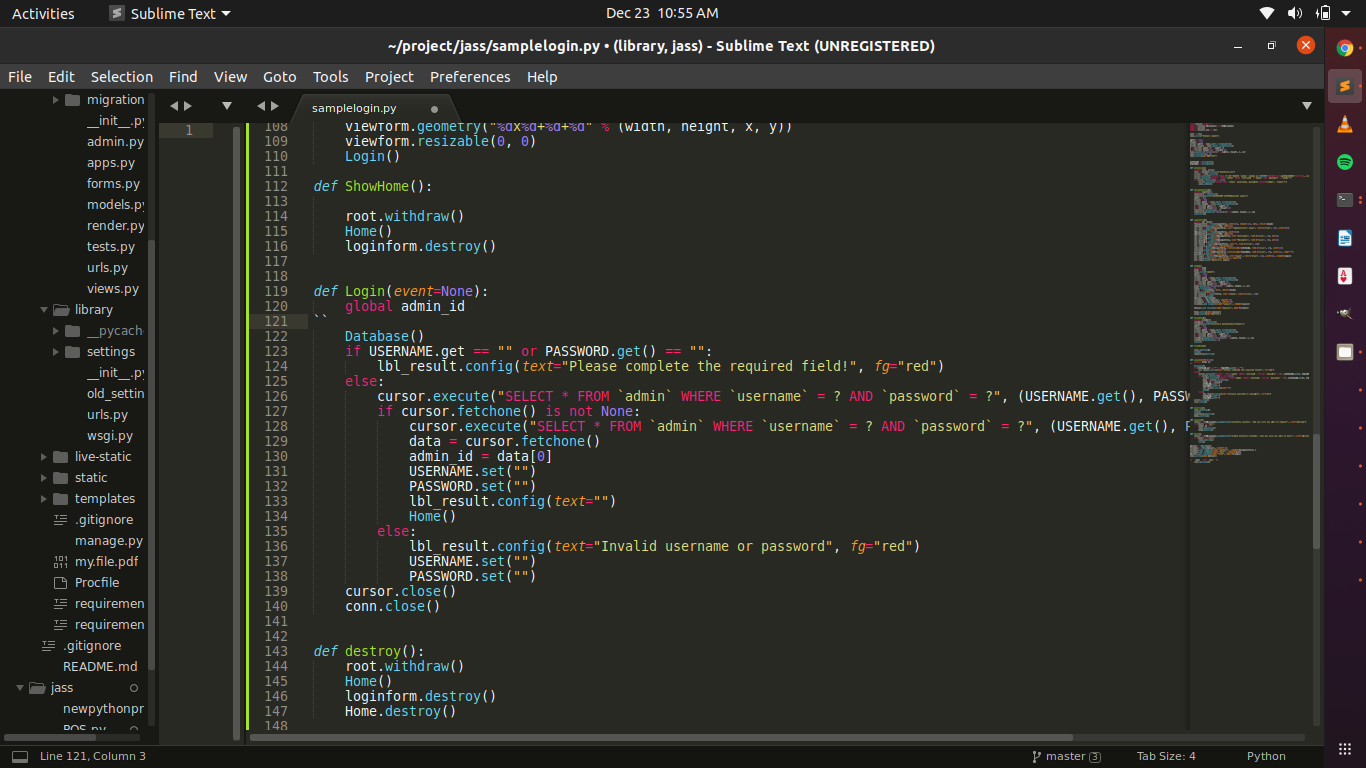 Activities
Sublime Text
Dec 23 10:55 AM
~/project/jass/samplelogin.py • (library, jass) - Sublime Text (UNREGISTERED)
File Edit Selection Find View Goto Tools Project Preferences Help
migration
__init__.py
admin.py
apps.py
forms.py
models.py
render.py
tests.py
urls.py
views.py
library
__pycach
settings
__init__.py
old_settin
urls.py
wsgi.py
live-static
static
templates
.gitignore
manage.py
my.file.pdf
Procfile
requiremen
requiremen
.gitignore
README.md
jass
newpythonpr
POS.py
1
samplelogin.py
108 viewform.geometry("%dx%d+%d+%d" % (width, height, x, y))
109 viewform.resizable(0, 0)
110 Login()
111
112 def ShowHome():
113
114 root.withdraw()
115 Home()
116 loginform.destroy()
117
118
119 def Login(event=None):
120 global admin_id
121 ``
122 Database()
123 if USERNAME.get == "" or PASSWORD.get() == "":
124 lbl_result.config(text="Please complete the required field!", fg="red")
125 else:
126 cursor.execute("SELECT * FROM `admin` WHERE `username` = ? AND `password` = ?", (USERNAME.get(), PASSW
127 if cursor.fetchone() is not None:
128 cursor.execute("SELECT * FROM `admin` WHERE `username` = ? AND `password` = ?", (USERNAME.get(), P
129 data = cursor.fetchone()
130 admin_id = data[0]
131 USERNAME.set("")
132 PASSWORD.set("")
133 lbl_result.config(text="")
134 Home()
135 else:
136 lbl_result.config(text="Invalid username or password", fg="red")
137 USERNAME.set("")
138 PASSWORD.set("")
139 cursor.close()
140 conn.close()
141
142
143 def destroy():
144 root.withdraw()
145 Home()
146 loginform.destroy()
147 Home.destroy()
148
Line 121, Column 3
master 3
Tab Size: 4
Python